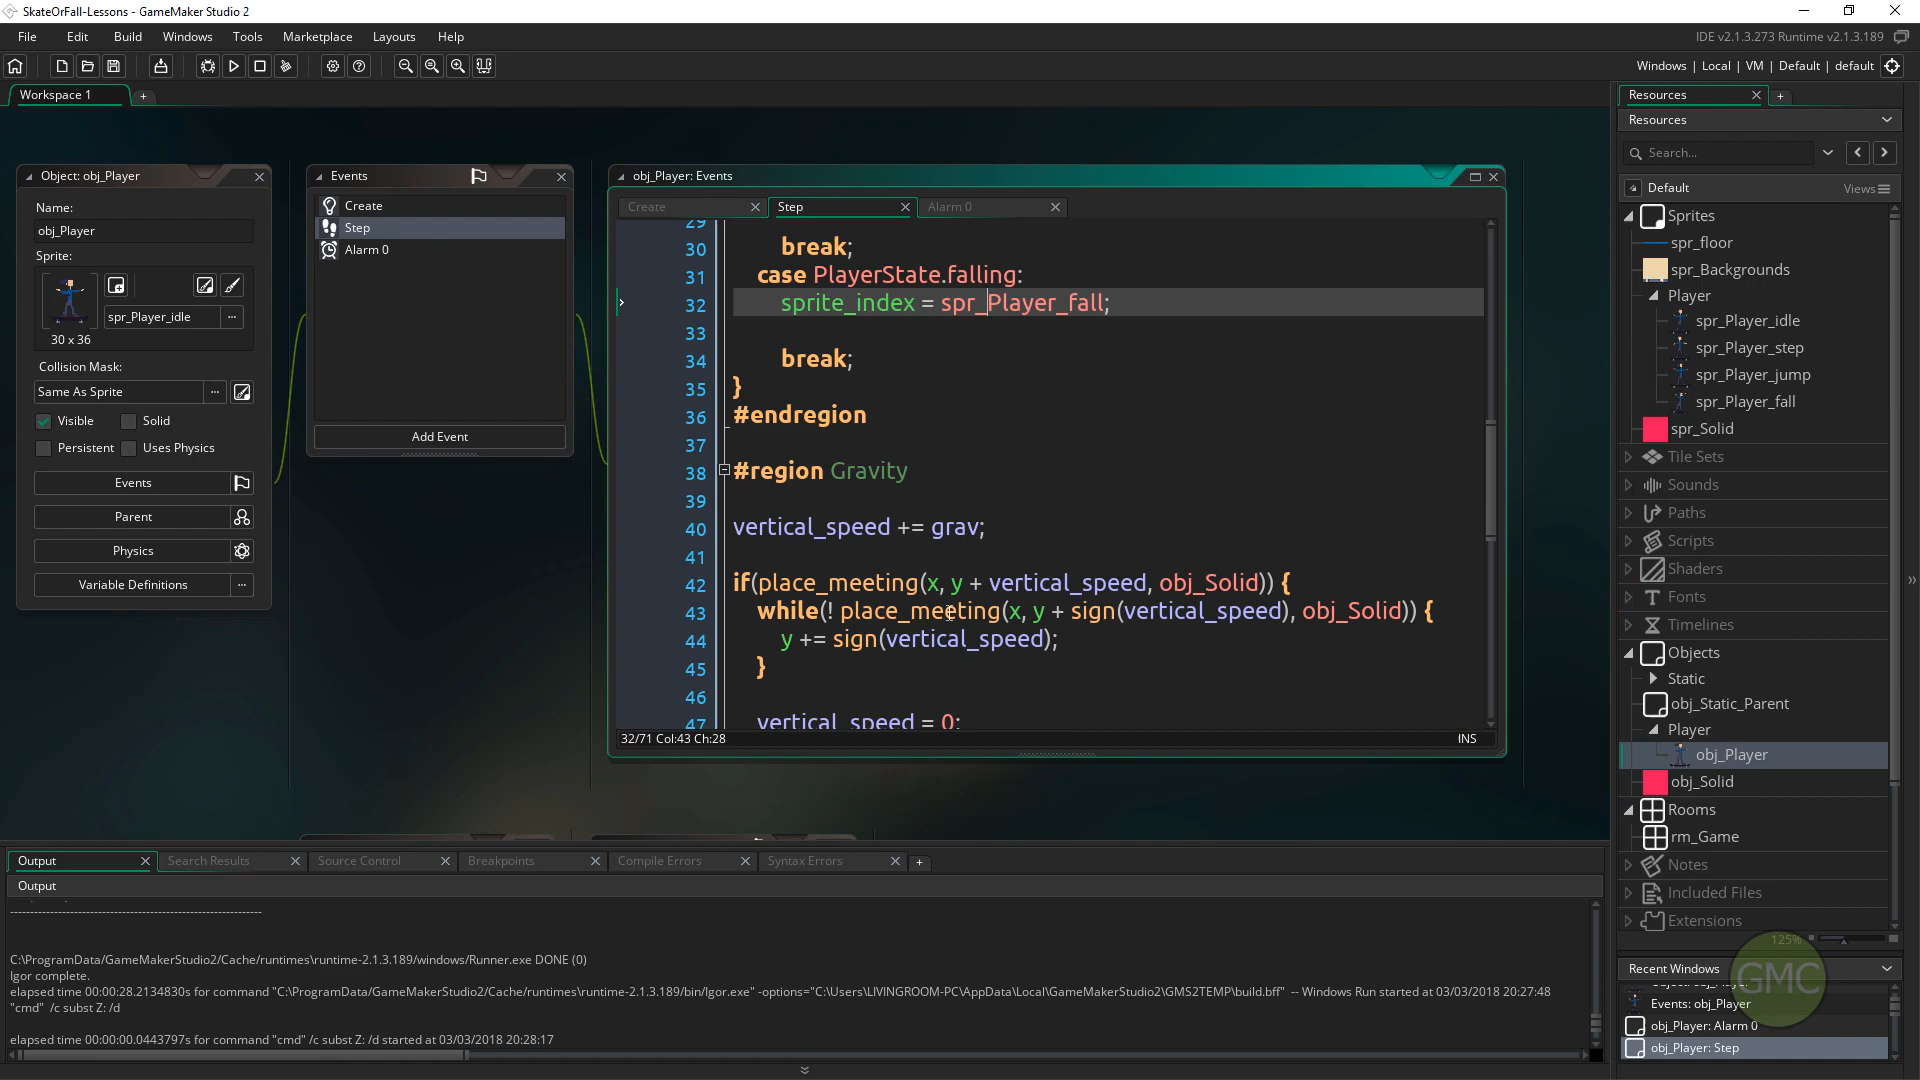 SkateOrFall-Lessons - GameMaker Studio 2
File Edit Build Windows Tools Marketplace Layouts Help
IDE v2.1.3.273 Runtime v2.1.3.189
Windows | Local | VM | Default | default
Workspace 1
Object: obj_Player
Name:
obj_Player
Sprite:
spr_Player_idle
30 x 36
Collision Mask:
Same As Sprite
Visible Solid
Persistent Uses Physics
Events
Parent
Physics
Variable Definitions
Events
Create
Step
Alarm 0
Add Event
obj_Player: Events
Create Step Alarm 0
29
30 break;
31 case PlayerState.falling:
32 sprite_index = spr_Player_fall;
33
34 break;
35 }
36 #endregion
37
38 #region Gravity
39
40 vertical_speed += grav;
41
42 if(place_meeting(x, y + vertical_speed, obj_Solid)) {
43 while(! place_meeting(x, y + sign(vertical_speed), obj_Solid)) {
44 y += sign(vertical_speed);
45 }
46
47 vertical_speed = 0;
32/71 Col:43 Ch:28
INS
Resources
Resources
Search...
Default
Views
Sprites
spr_floor
spr_Backgrounds
Player
spr_Player_idle
spr_Player_step
spr_Player_jump
spr_Player_fall
spr_Solid
Tile Sets
Sounds
Paths
Scripts
Shaders
Fonts
Timelines
Objects
Static
obj_Static_Parent
Player
obj_Player
obj_Solid
Rooms
rm_Game
Notes
Included Files
Extensions
125%
Recent Windows
GMC
Events: obj_Player
obj_Player: Alarm 0
obj_Player: Step
Output Search Results Source Control Breakpoints Compile Errors Syntax Errors
Output
C:\ProgramData/GameMakerStudio2/Cache/runtimes\runtime-2.1.3.189/windows/Runner.exe DONE (0)
Igor complete.
elapsed time 00:00:28.2134830s for command "C:\ProgramData/GameMakerStudio2/Cache/runtimes\runtime-2.1.3.189/bin/Igor.exe" -options="C:\Users\LIVINGROOM-PC\AppData\Local\GameMakerStudio2\GMS2TEMP\build.bff" -- Windows Run started at 03/03/2018 20:27:48
"cmd" /c subst Z: /d
elapsed time 00:00:00.0443797s for command "cmd" /c subst Z: /d started at 03/03/2018 20:28:17